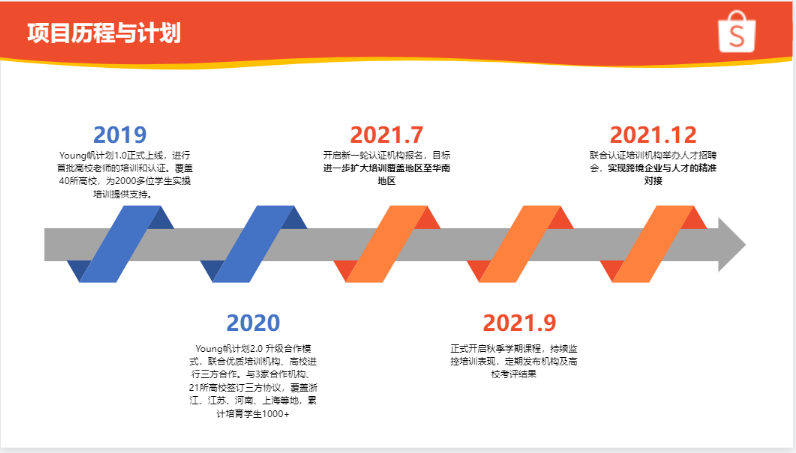 项目历程与计划
S
2019
Young帆计划1.0正式上线，进行
首批高校老师的培训和认证。覆盖
40所高校，为2000多位学生实操
培训提供支持。
2021.7
开启新一轮认证机构报名，目标
进一步扩大培训覆盖地区至华南
地区
2021.12
联合认证培训机构举办人才招聘
会，实现跨境企业与人才的精准
对接
2020
Young帆计划2.0 升级合作模
式，联合优质培训机构、高校进
行三方合作。与3家合作机构、
21所高校签订三方协议，覆盖浙
江、江苏、河南、上海等地，累
计培育学生1000+
2021.9
正式开启秋季学期课程，持续监
控培训表现，定期发布机构及高
校考评结果